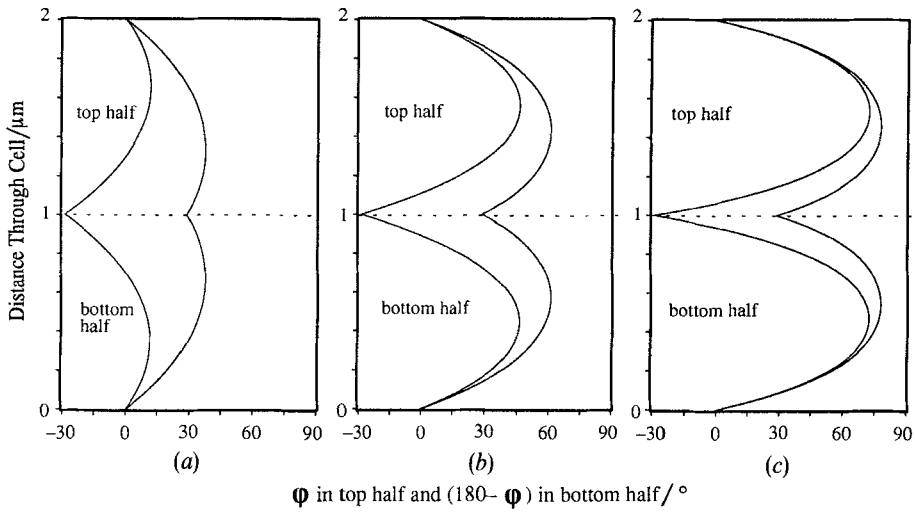 Distance Through Cell/μm
2
1
0
top half
bottom
half
−30 0 30 60 90
(a)
2
1
0
top half
bottom half
−30 0 30 60 90
(b)
2
1
0
top half
bottom half
−30 0 30 60 90
(c)
φ in top half and (180– φ) in bottom half/°